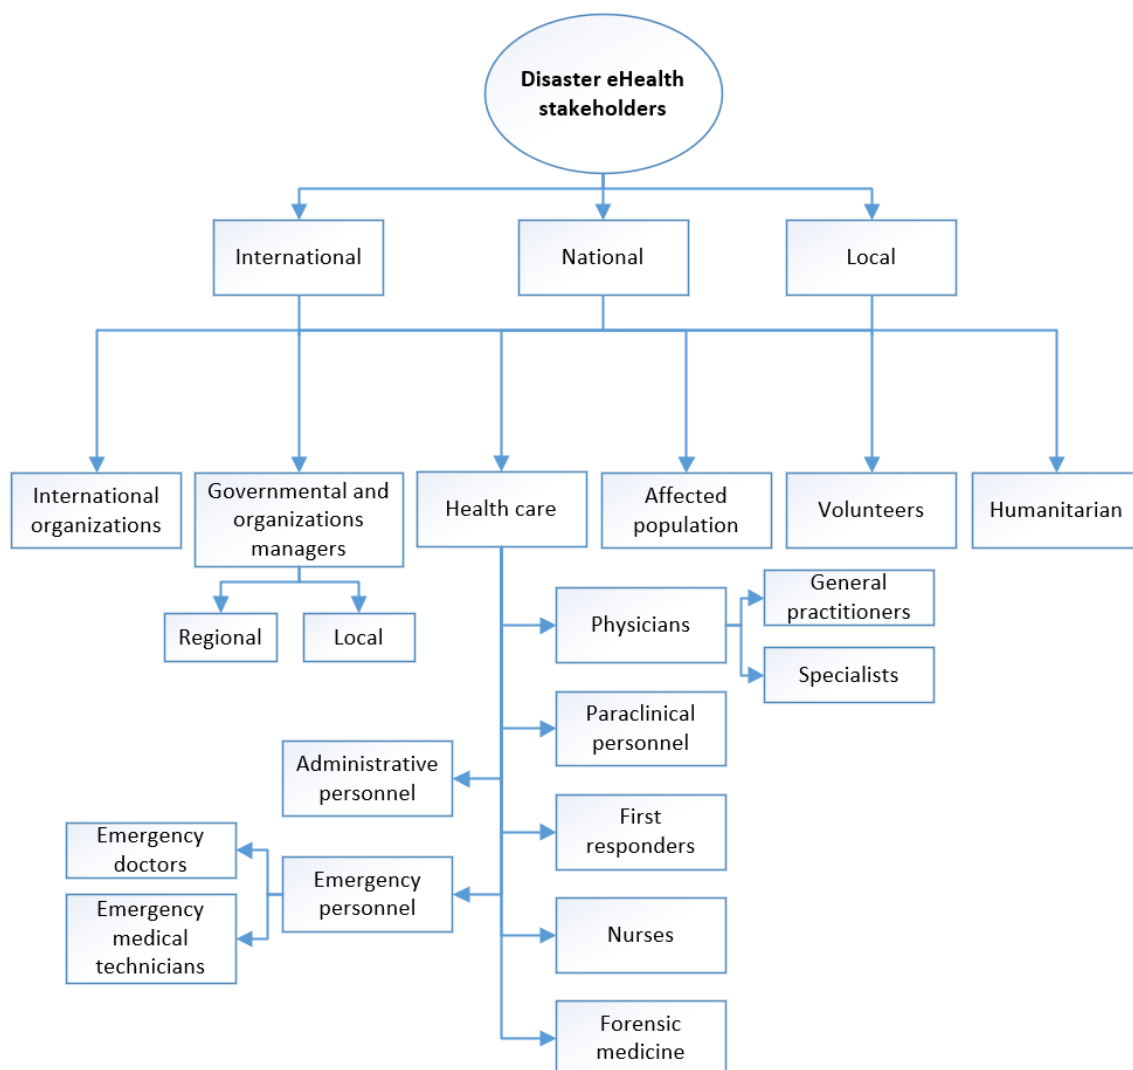 Disaster eHealth
stakeholders
International
National
Local
International
organizations
Governmental and
organizations
managers
Health care
Affected
population
Volunteers
Humanitarian
Regional
Local
Physicians
General
practitioners
Specialists
Paraclinical
personnel
Administrative
personnel
First
responders
Emergency
doctors
Emergency
personnel
Emergency
medical
technicians
Nurses
Forensic
medicine